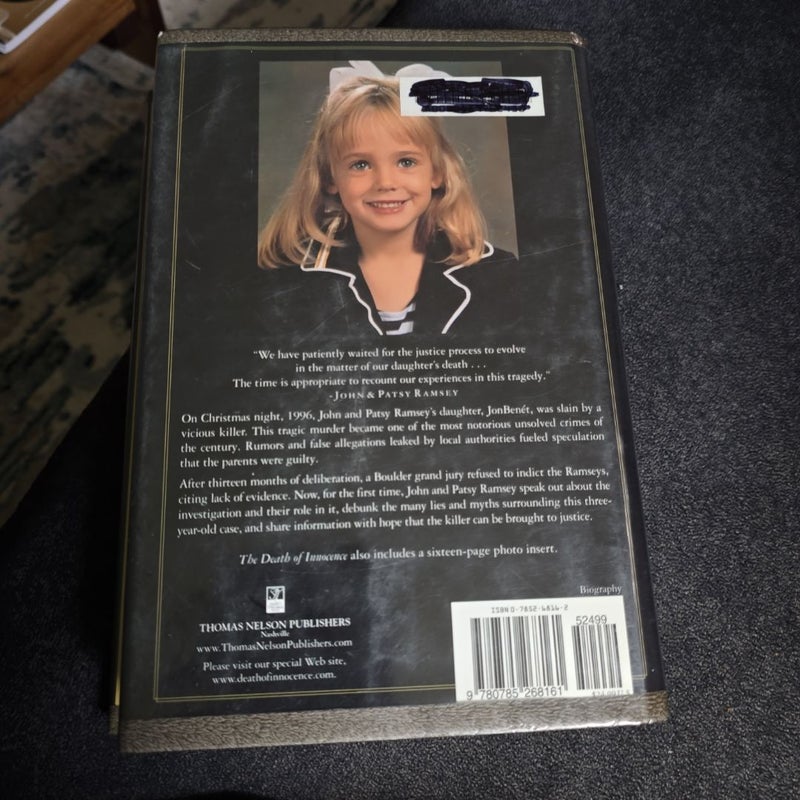 "We have patiently waited for the justice process to evolve
in the matter of our daughter's death . . .
The time is appropriate to recount our experiences in this tragedy."
-JOHN & PATSY RAMSEY
On Christmas night, 1996, John and Patsy Ramsey's daughter, JonBenét, was slain by a
vicious killer. This tragic murder became one of the most notorious unsolved crimes of
the century. Rumors and false allegations leaked by local authorities fueled speculation
that the parents were guilty.
After thirteen months of deliberation, a Boulder grand jury refused to indict the Ramseys,
citing lack of evidence. Now, for the first time, John and Patsy Ramsey speak out about the
investigation and their role in it, debunk the many lies and myths surrounding this three-
year-old case, and share information with hope that the killer can be brought to justice.
The Death of Innocence also includes a sixteen-page photo insert.
Biography
THOMAS NELSON PUBLISHERS
Nashville
www.ThomasNelsonPublishers.com
Please visit our special Web site,
www.deathofinnocence.com.
ISBN 0-7852-6816-2
52499
9 780785 268161